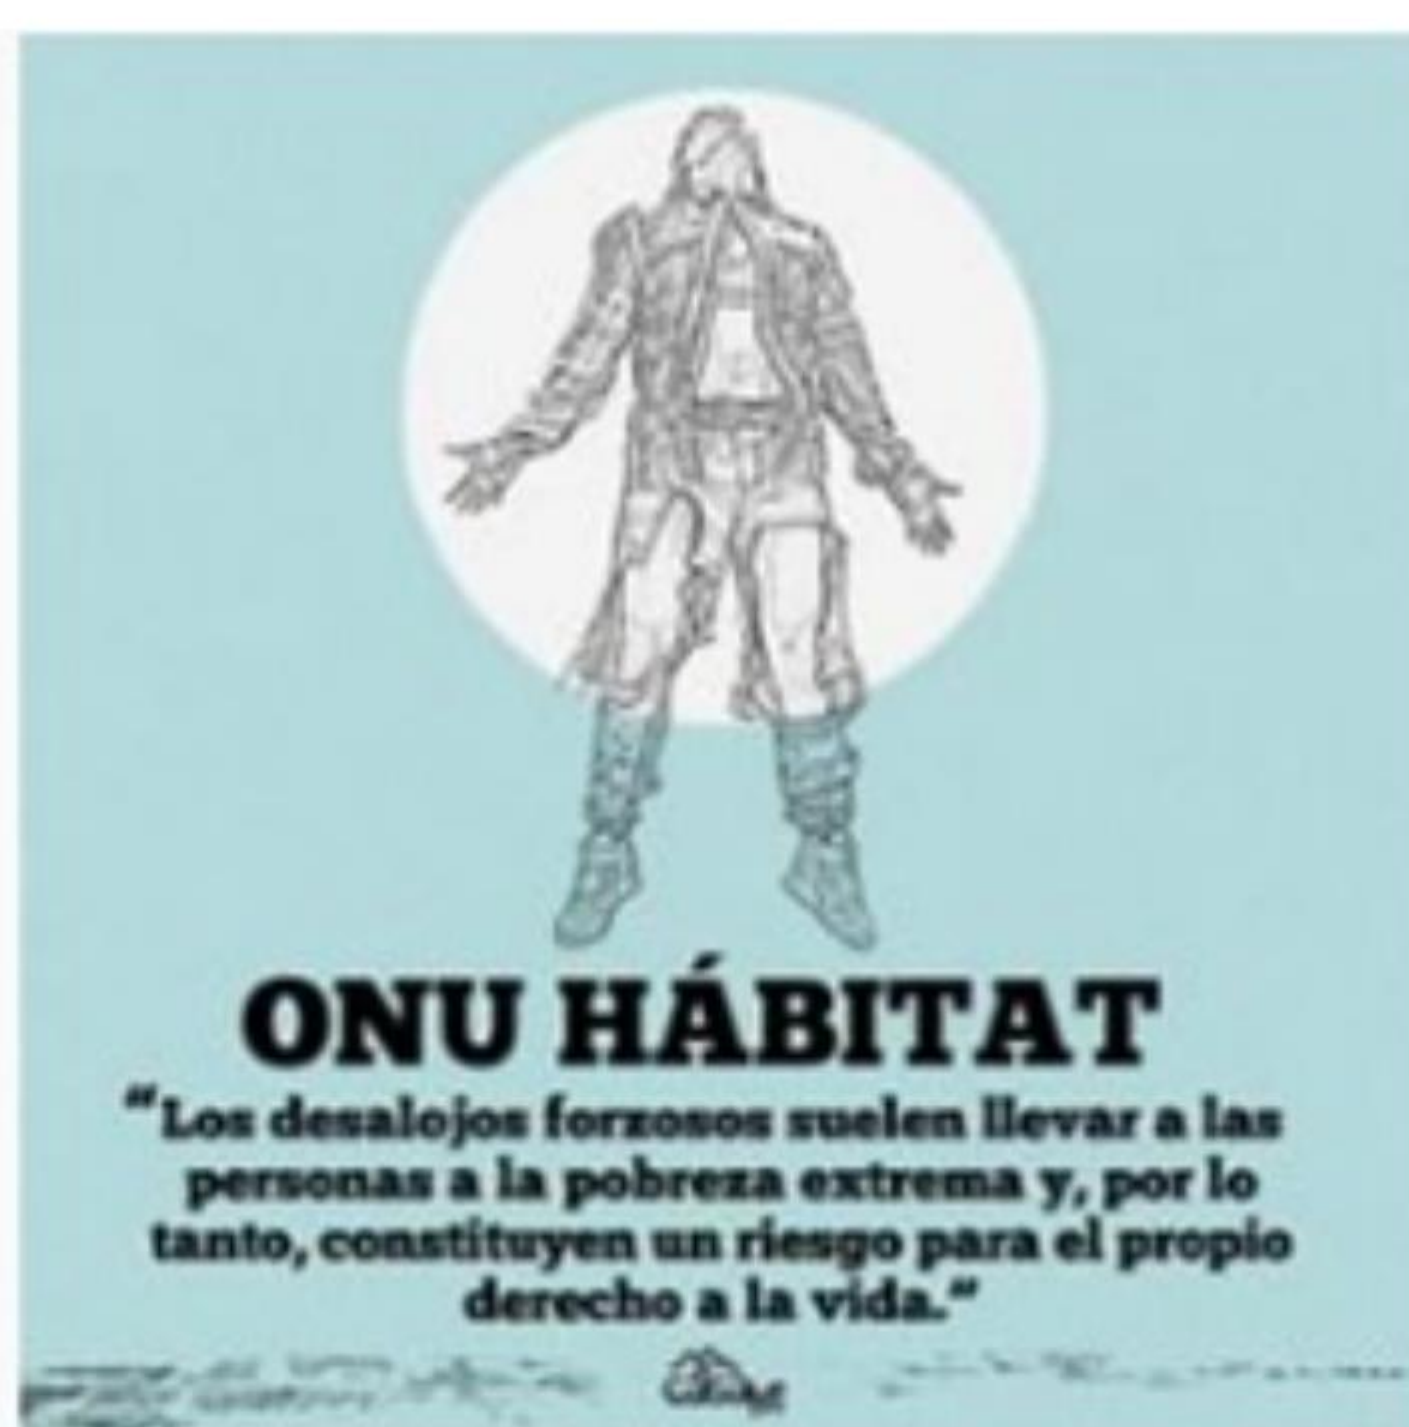 ONU HÁBITAT
“Los desalojos forzosos suelen llevar a las
personas a la pobreza extrema y, por lo
tanto, constituyen un riesgo para el propio
derecho a la vida.“